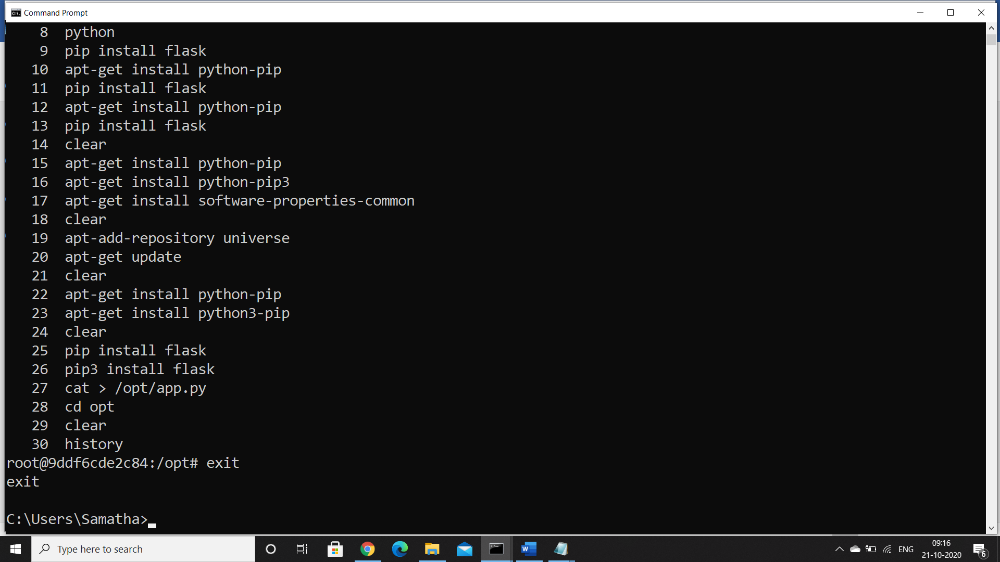 Command Prompt
8 python
9 pip install flask
10 apt-get install python-pip
11 pip install flask
12 apt-get install python-pip
13 pip install flask
14 clear
15 apt-get install python-pip
16 apt-get install python-pip3
17 apt-get install software-properties-common
18 clear
19 apt-add-repository universe
20 apt-get update
21 clear
22 apt-get install python-pip
23 apt-get install python3-pip
24 clear
25 pip install flask
26 pip3 install flask
27 cat > /opt/app.py
28 cd opt
29 clear
30 history
root@9ddf6cde2c84:/opt# exit
exit
C:\Users\Samatha>
Type here to search
ENG
09:16
21-10-2020
6